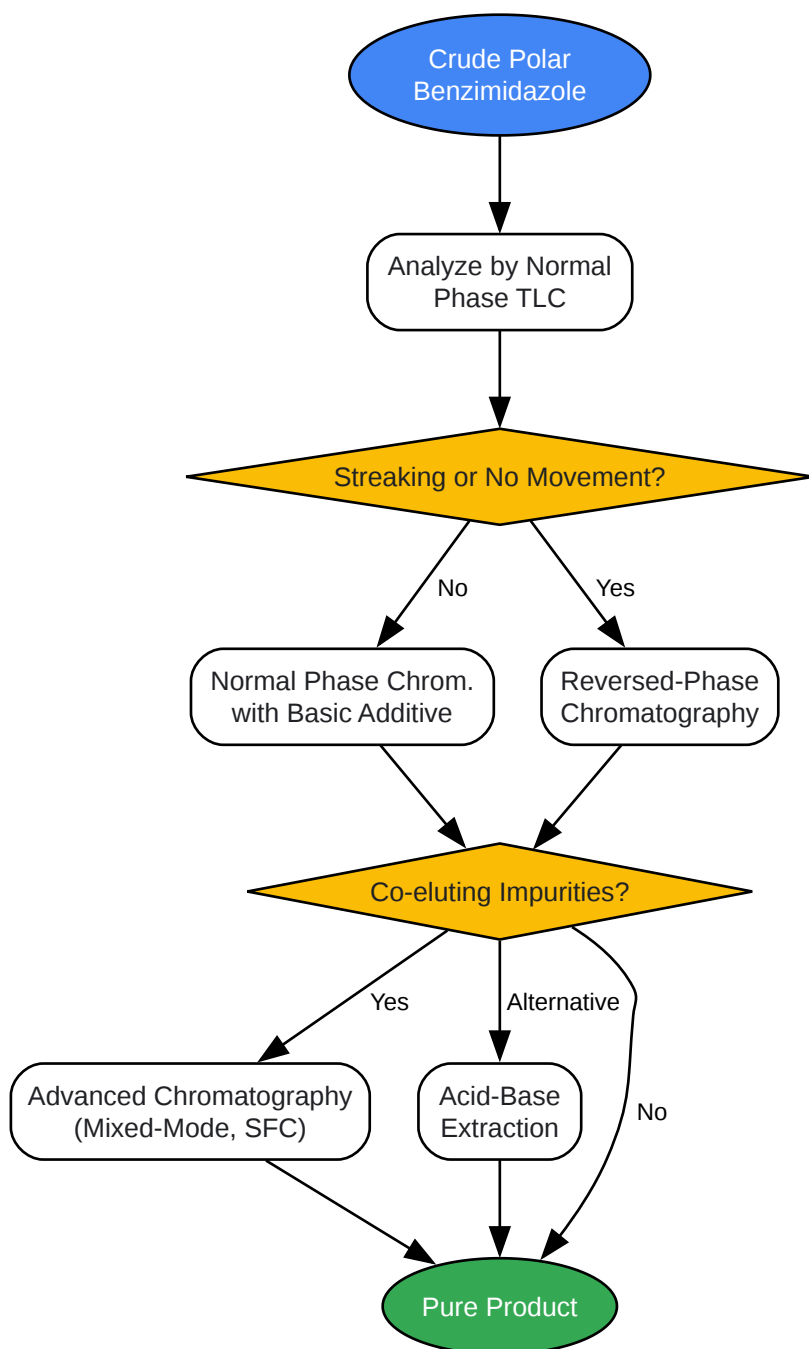 Crude Polar
Benzimidazole
Analyze by Normal
Phase TLC
Streaking or No Movement?
No
Yes
Normal Phase Chrom.
with Basic Additive
Reversed-Phase
Chromatography
Co-eluting Impurities?
Yes
Alternative
No
Advanced Chromatography
(Mixed-Mode, SFC)
Acid-Base
Extraction
Pure Product